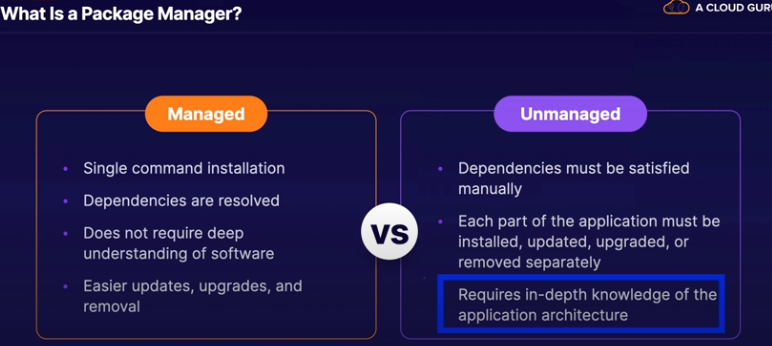 What Is a Package Manager?
A CLOUD GURU
Managed
• Single command installation
• Dependencies are resolved
• Does not require deep
understanding of software
• Easier updates, upgrades, and
removal
VS
Unmanaged
• Dependencies must be satisfied
manually
• Each part of the application must be
installed, updated, upgraded, or
removed separately
Requires in-depth knowledge of the
application architecture